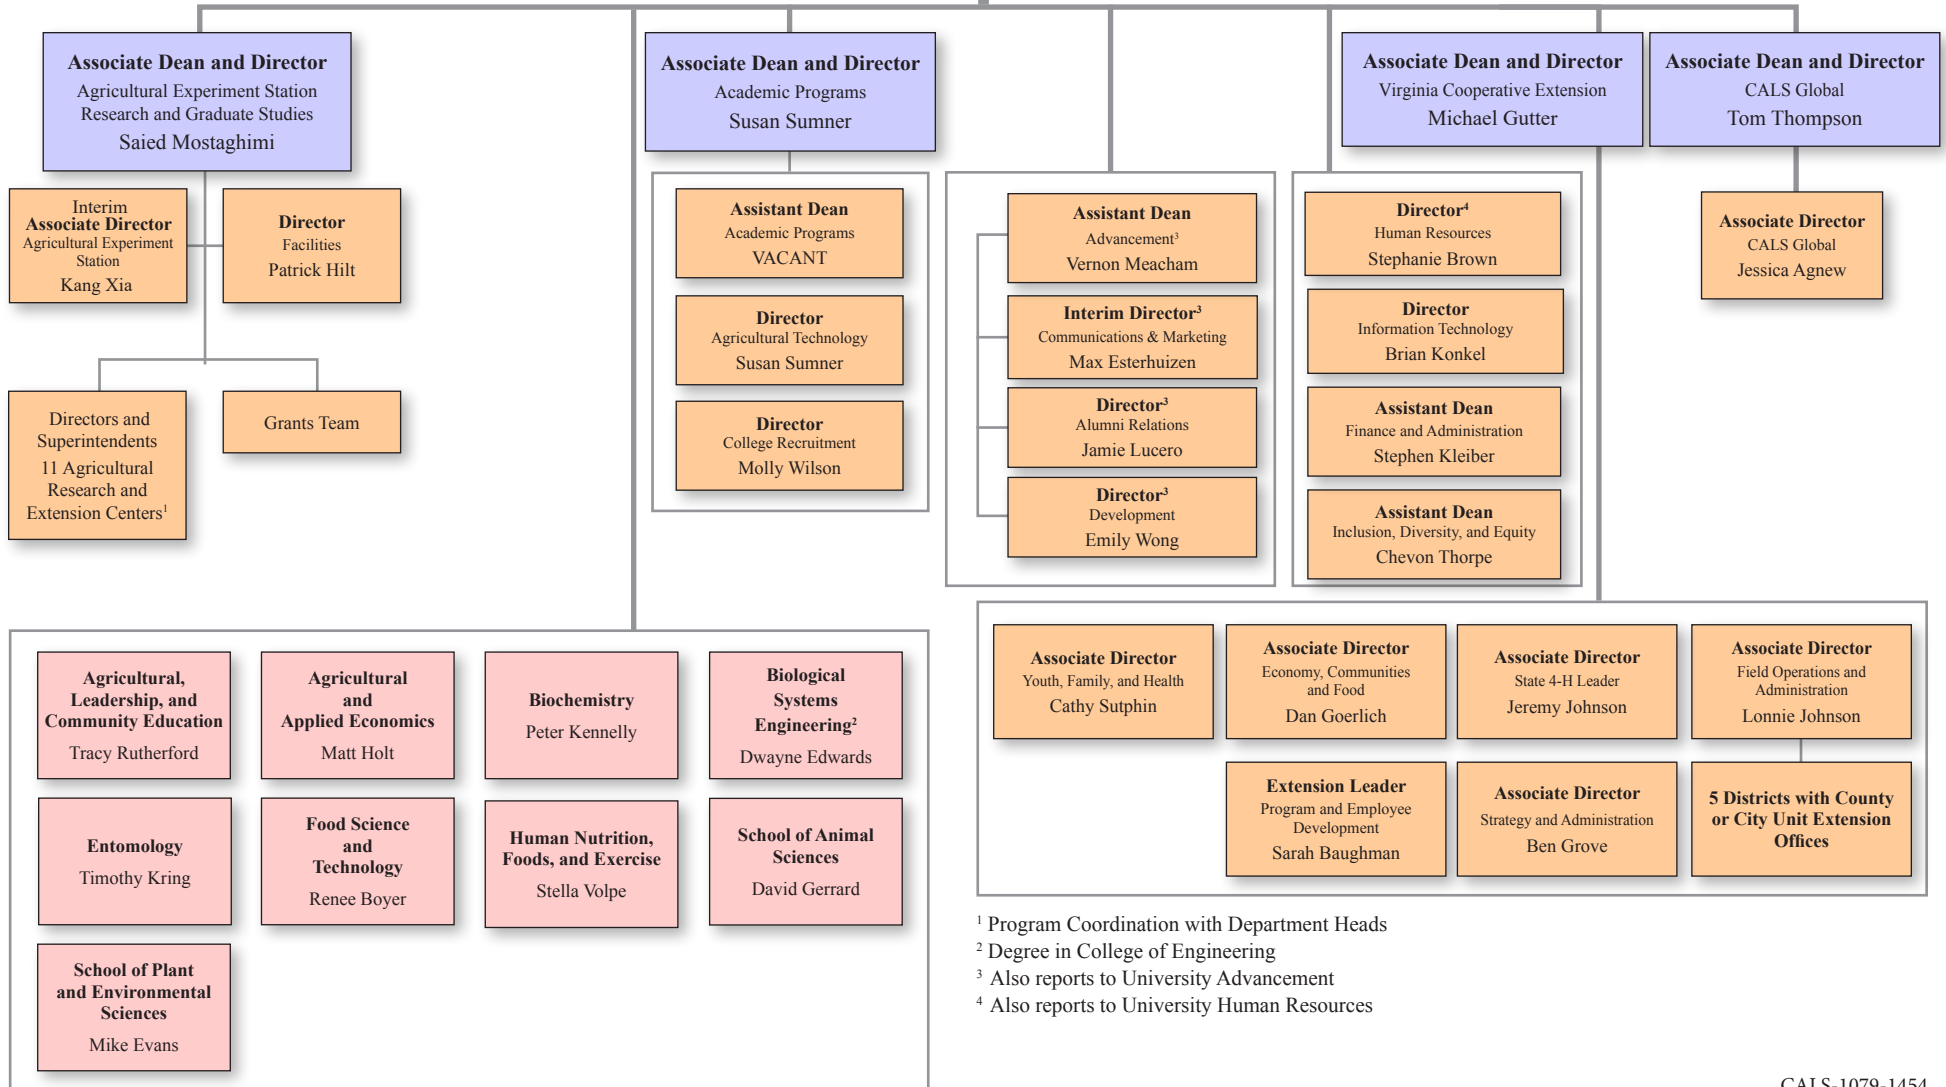 Associate Dean and Director
Agricultural Experiment Station
Research and Graduate Studies
Saied Mostaghimi
Associate Dean and Director
Academic Programs
Susan Sumner
Associate Dean and Director
Virginia Cooperative Extension
Michael Gutter
Associate Dean and Director
CALS Global
Tom Thompson
Interim
Associate Director
Agricultural Experiment
Station
Kang Xia
Director
Facilities
Patrick Hilt
Directors and
Superintendents
11 Agricultural
Research and
Extension Centers¹
Grants Team
Assistant Dean
Academic Programs
VACANT
Director
Agricultural Technology
Susan Sumner
Director
College Recruitment
Molly Wilson
Assistant Dean
Advancement³
Vernon Meacham
Interim Director³
Communications & Marketing
Max Esterhuizen
Director³
Alumni Relations
Jamie Lucero
Director³
Development
Emily Wong
Director⁴
Human Resources
Stephanie Brown
Director
Information Technology
Brian Konkel
Assistant Dean
Finance and Administration
Stephen Kleiber
Assistant Dean
Inclusion, Diversity, and Equity
Chevon Thorpe
Associate Director
CALS Global
Jessica Agnew
Agricultural,
Leadership, and
Community Education
Tracy Rutherford
Agricultural
and
Applied Economics
Matt Holt
Biochemistry
Peter Kennelly
Biological
Systems
Engineering²
Dwayne Edwards
Entomology
Timothy Kring
Food Science
and
Technology
Renee Boyer
Human Nutrition,
Foods, and Exercise
Stella Volpe
School of Animal
Sciences
David Gerrard
School of Plant
and Environmental
Sciences
Mike Evans
Associate Director
Youth, Family, and Health
Cathy Sutphin
Associate Director
Economy, Communities
and Food
Dan Goerlich
Associate Director
State 4-H Leader
Jeremy Johnson
Associate Director
Field Operations and
Administration
Lonnie Johnson
Extension Leader
Program and Employee
Development
Sarah Baughman
Associate Director
Strategy and Administration
Ben Grove
5 Districts with County
or City Unit Extension
Offices
¹ Program Coordination with Department Heads
² Degree in College of Engineering
³ Also reports to University Advancement
⁴ Also reports to University Human Resources
CALS-1079-1454